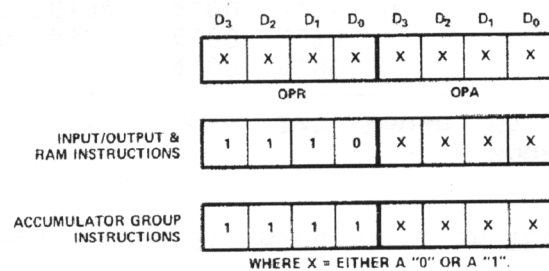 D3 D2 D1 D0 D3 D2 D1 D0
X X X X X X X X
OPR OPA
INPUT/OUTPUT &
RAM INSTRUCTIONS
1 1 1 0 X X X X
ACCUMULATOR GROUP
INSTRUCTIONS
1 1 1 1 X X X X
WHERE X = EITHER A "0" OR A "1".